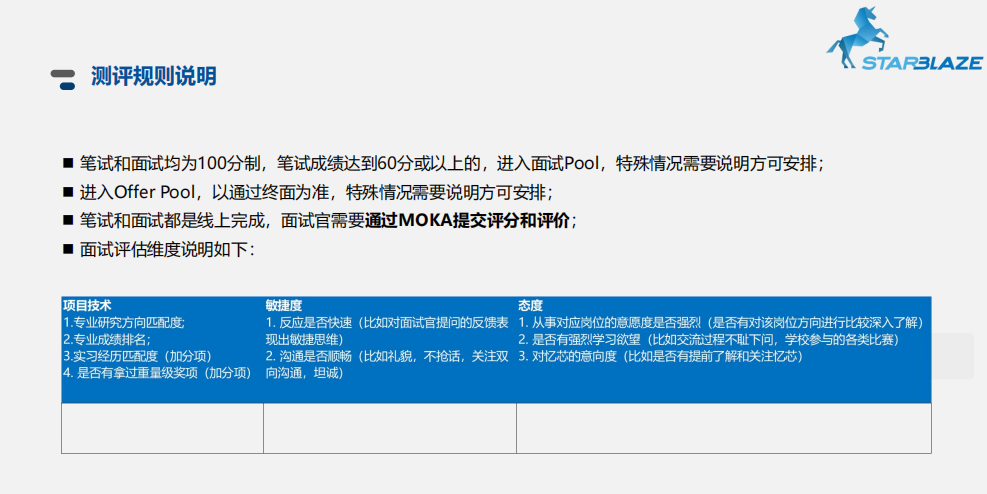 STARBLAZE
测评规则说明
■ 笔试和面试均为100分制，笔试成绩达到60分或以上的，进入面试Pool，特殊情况需要说明方可安排；
■ 进入Offer Pool，以通过终面为准，特殊情况需要说明方可安排；
■ 笔试和面试都是线上完成，面试官需要通过MOKA提交评分和评价；
■ 面试评估维度说明如下：
项目技术
1.专业研究方向匹配度;
2.专业成绩排名；
3.实习经历匹配度（加分项）
4. 是否有拿过重量级奖项（加分项）
敏捷度
1. 反应是否快速（比如对面试官提问的反馈表
现出敏捷思维）
2. 沟通是否顺畅（比如礼貌，不抢话，关注双
向沟通，坦诚）
态度
1. 从事对应岗位的意愿度是否强烈（是否有对该岗位方向进行比较深入了解）
2. 是否有强烈学习欲望（比如交流过程不耻下问，学校参与的各类比赛）
3. 对忆芯的意向度（比如是否有提前了解和关注忆芯）